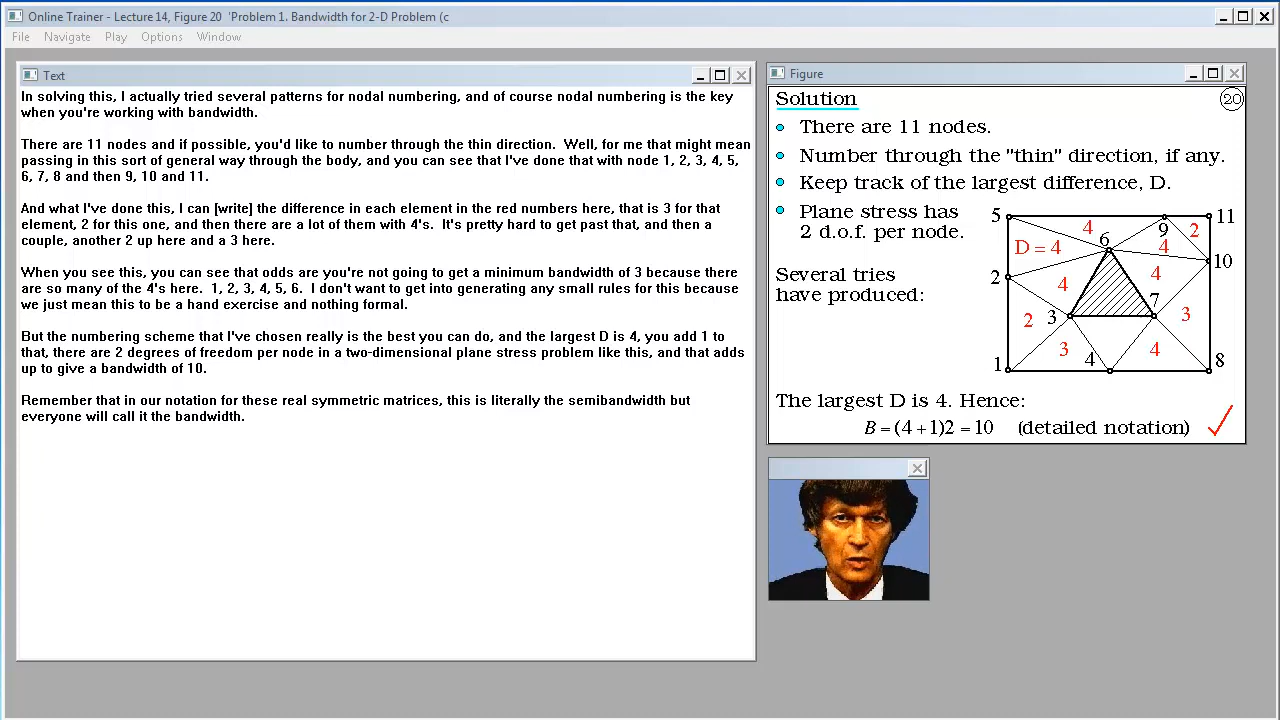 Online Trainer - Lecture 14, Figure 20 'Problem 1. Bandwidth for 2-D Problem (c
File Navigate Play Options Window
Text
In solving this, I actually tried several patterns for nodal numbering, and of course nodal numbering is the key
when you're working with bandwidth.
There are 11 nodes and if possible, you'd like to number through the thin direction. Well, for me that might mean
passing in this sort of general way through the body, and you can see that I've done that with node 1, 2, 3, 4, 5,
6, 7, 8 and then 9, 10 and 11.
And what I've done this, I can [write] the difference in each element in the red numbers here, that is 3 for that
element, 2 for this one, and then there are a lot of them with 4's. It's pretty hard to get past that, and then a
couple, another 2 up here and a 3 here.
When you see this, you can see that odds are you're not going to get a minimum bandwidth of 3 because there
are so many of the 4's here. 1, 2, 3, 4, 5, 6. I don't want to get into generating any small rules for this because
we just mean this to be a hand exercise and nothing formal.
But the numbering scheme that I've chosen really is the best you can do, and the largest D is 4, you add 1 to
that, there are 2 degrees of freedom per node in a two-dimensional plane stress problem like this, and that adds
up to give a bandwidth of 10.
Remember that in our notation for these real symmetric matrices, this is literally the semibandwidth but
everyone will call it the bandwidth.
Figure
Solution
20
There are 11 nodes.
Number through the "thin" direction, if any.
Keep track of the largest difference, D.
Plane stress has
2 d.o.f. per node.
Several tries
have produced:
5 4 9 2 11
D = 4 6 4
2 4 4 10
2 3 7 3
1 3 4 4 8
The largest D is 4. Hence:
B = (4 + 1)2 = 10 (detailed notation)